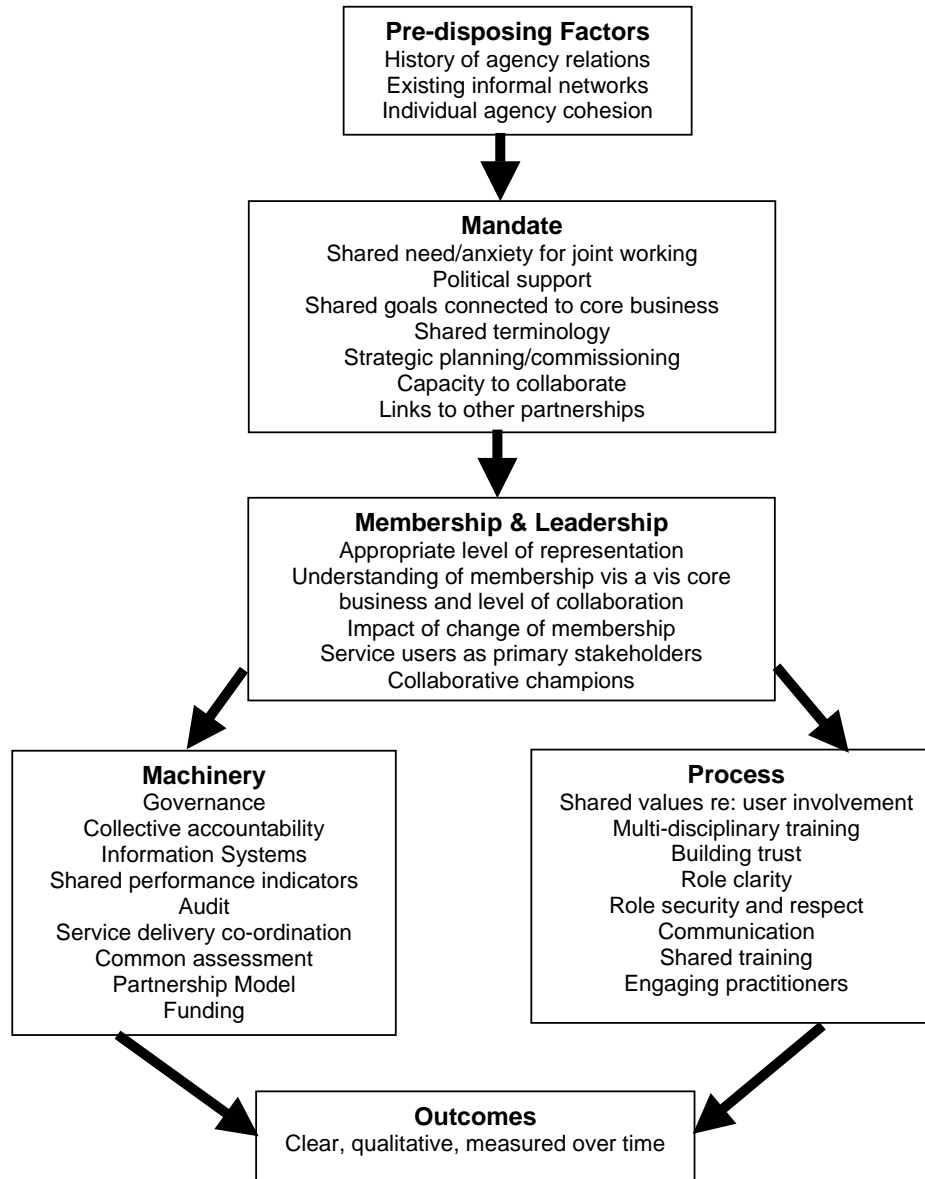 Pre-disposing Factors
History of agency relations
Existing informal networks
Individual agency cohesion
Mandate
Shared need/anxiety for joint working
Political support
Shared goals connected to core business
Shared terminology
Strategic planning/commissioning
Capacity to collaborate
Links to other partnerships
Membership & Leadership
Appropriate level of representation
Understanding of membership vis a vis core
business and level of collaboration
Impact of change of membership
Service users as primary stakeholders
Collaborative champions
Machinery
Governance
Collective accountability
Information Systems
Shared performance indicators
Audit
Service delivery co-ordination
Common assessment
Partnership Model
Funding
Process
Shared values re: user involvement
Multi-disciplinary training
Building trust
Role clarity
Role security and respect
Communication
Shared training
Engaging practitioners
Outcomes
Clear, qualitative, measured over time